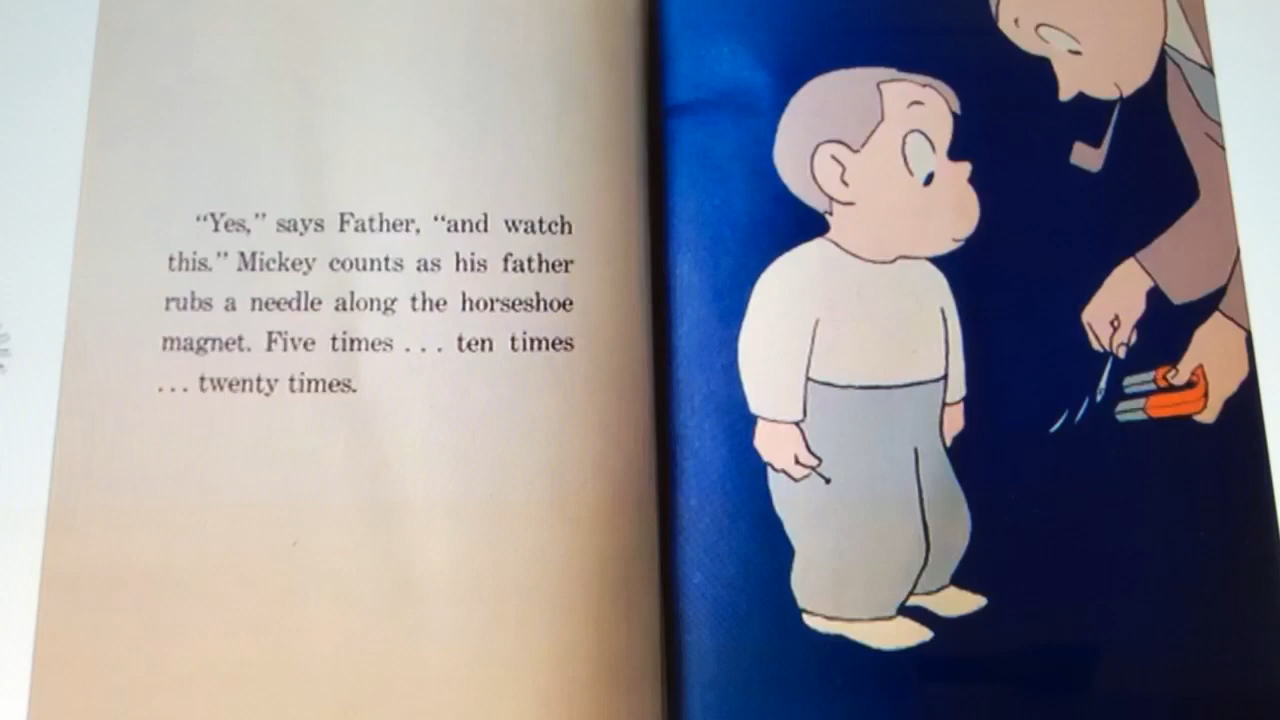 “Yes,” says Father, “and watch
this.” Mickey counts as his father
rubs a needle along the horseshoe
magnet. Five times . . . ten times
. . . twenty times.